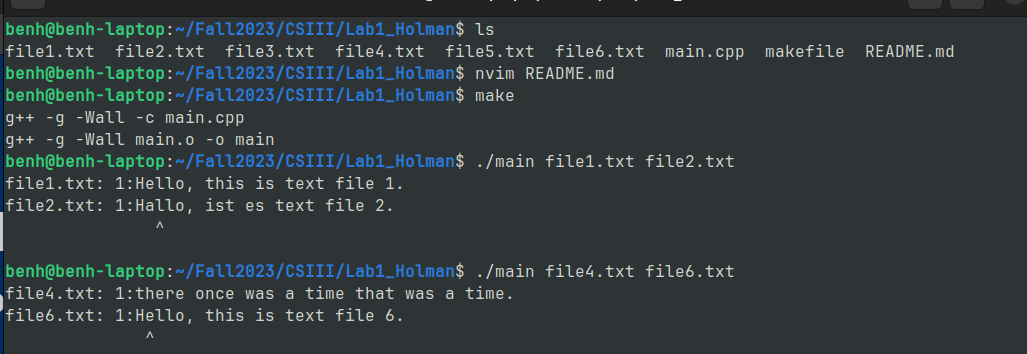 benh@benh-laptop:~/Fall2023/CSIII/Lab1_Holman$ ls
file1.txt  file2.txt  file3.txt  file4.txt  file5.txt  file6.txt  main.cpp  makefile  README.md
benh@benh-laptop:~/Fall2023/CSIII/Lab1_Holman$ nvim README.md
benh@benh-laptop:~/Fall2023/CSIII/Lab1_Holman$ make
g++ -g -Wall -c main.cpp
g++ -g -Wall main.o -o main
benh@benh-laptop:~/Fall2023/CSIII/Lab1_Holman$ ./main file1.txt file2.txt
file1.txt: 1:Hello, this is text file 1.
file2.txt: 1:Hallo, ist es text file 2.
               ^
benh@benh-laptop:~/Fall2023/CSIII/Lab1_Holman$ ./main file4.txt file6.txt
file4.txt: 1:there once was a time that was a time.
file6.txt: 1:Hello, this is text file 6.
              ^